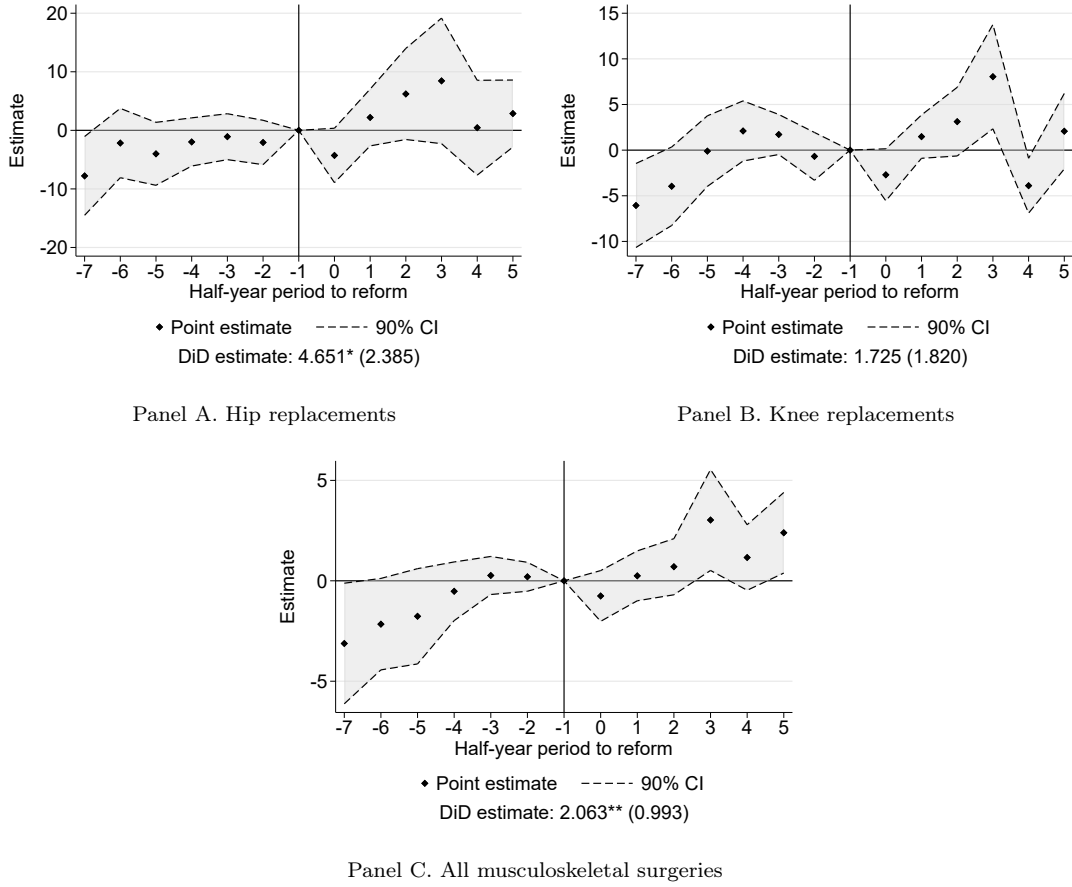 20
10
0
-10
-20
Estimate
-7 -6 -5 -4 -3 -2 -1 0 1 2 3 4 5
Half-year period to reform
Point estimate 90% CI
DiD estimate: 4.651* (2.385)
Panel A. Hip replacements
15
10
5
0
-5
-10
Estimate
-7 -6 -5 -4 -3 -2 -1 0 1 2 3 4 5
Half-year period to reform
Point estimate 90% CI
DiD estimate: 1.725 (1.820)
Panel B. Knee replacements
5
0
-5
Estimate
-7 -6 -5 -4 -3 -2 -1 0 1 2 3 4 5
Half-year period to reform
Point estimate 90% CI
DiD estimate: 2.063** (0.993)
Panel C. All musculoskeletal surgeries